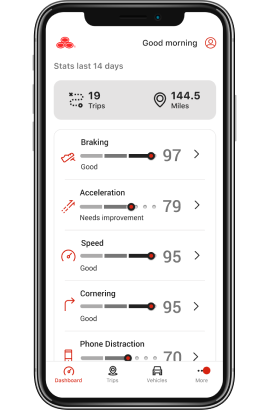 Good morning
Stats last 14 days
19
Trips
144.5
Miles
Braking
97
Good
Acceleration
79
Needs improvement
Speed
95
Good
Cornering
95
Good
Phone Distraction
70
Dashboard
Trips
Vehicles
More